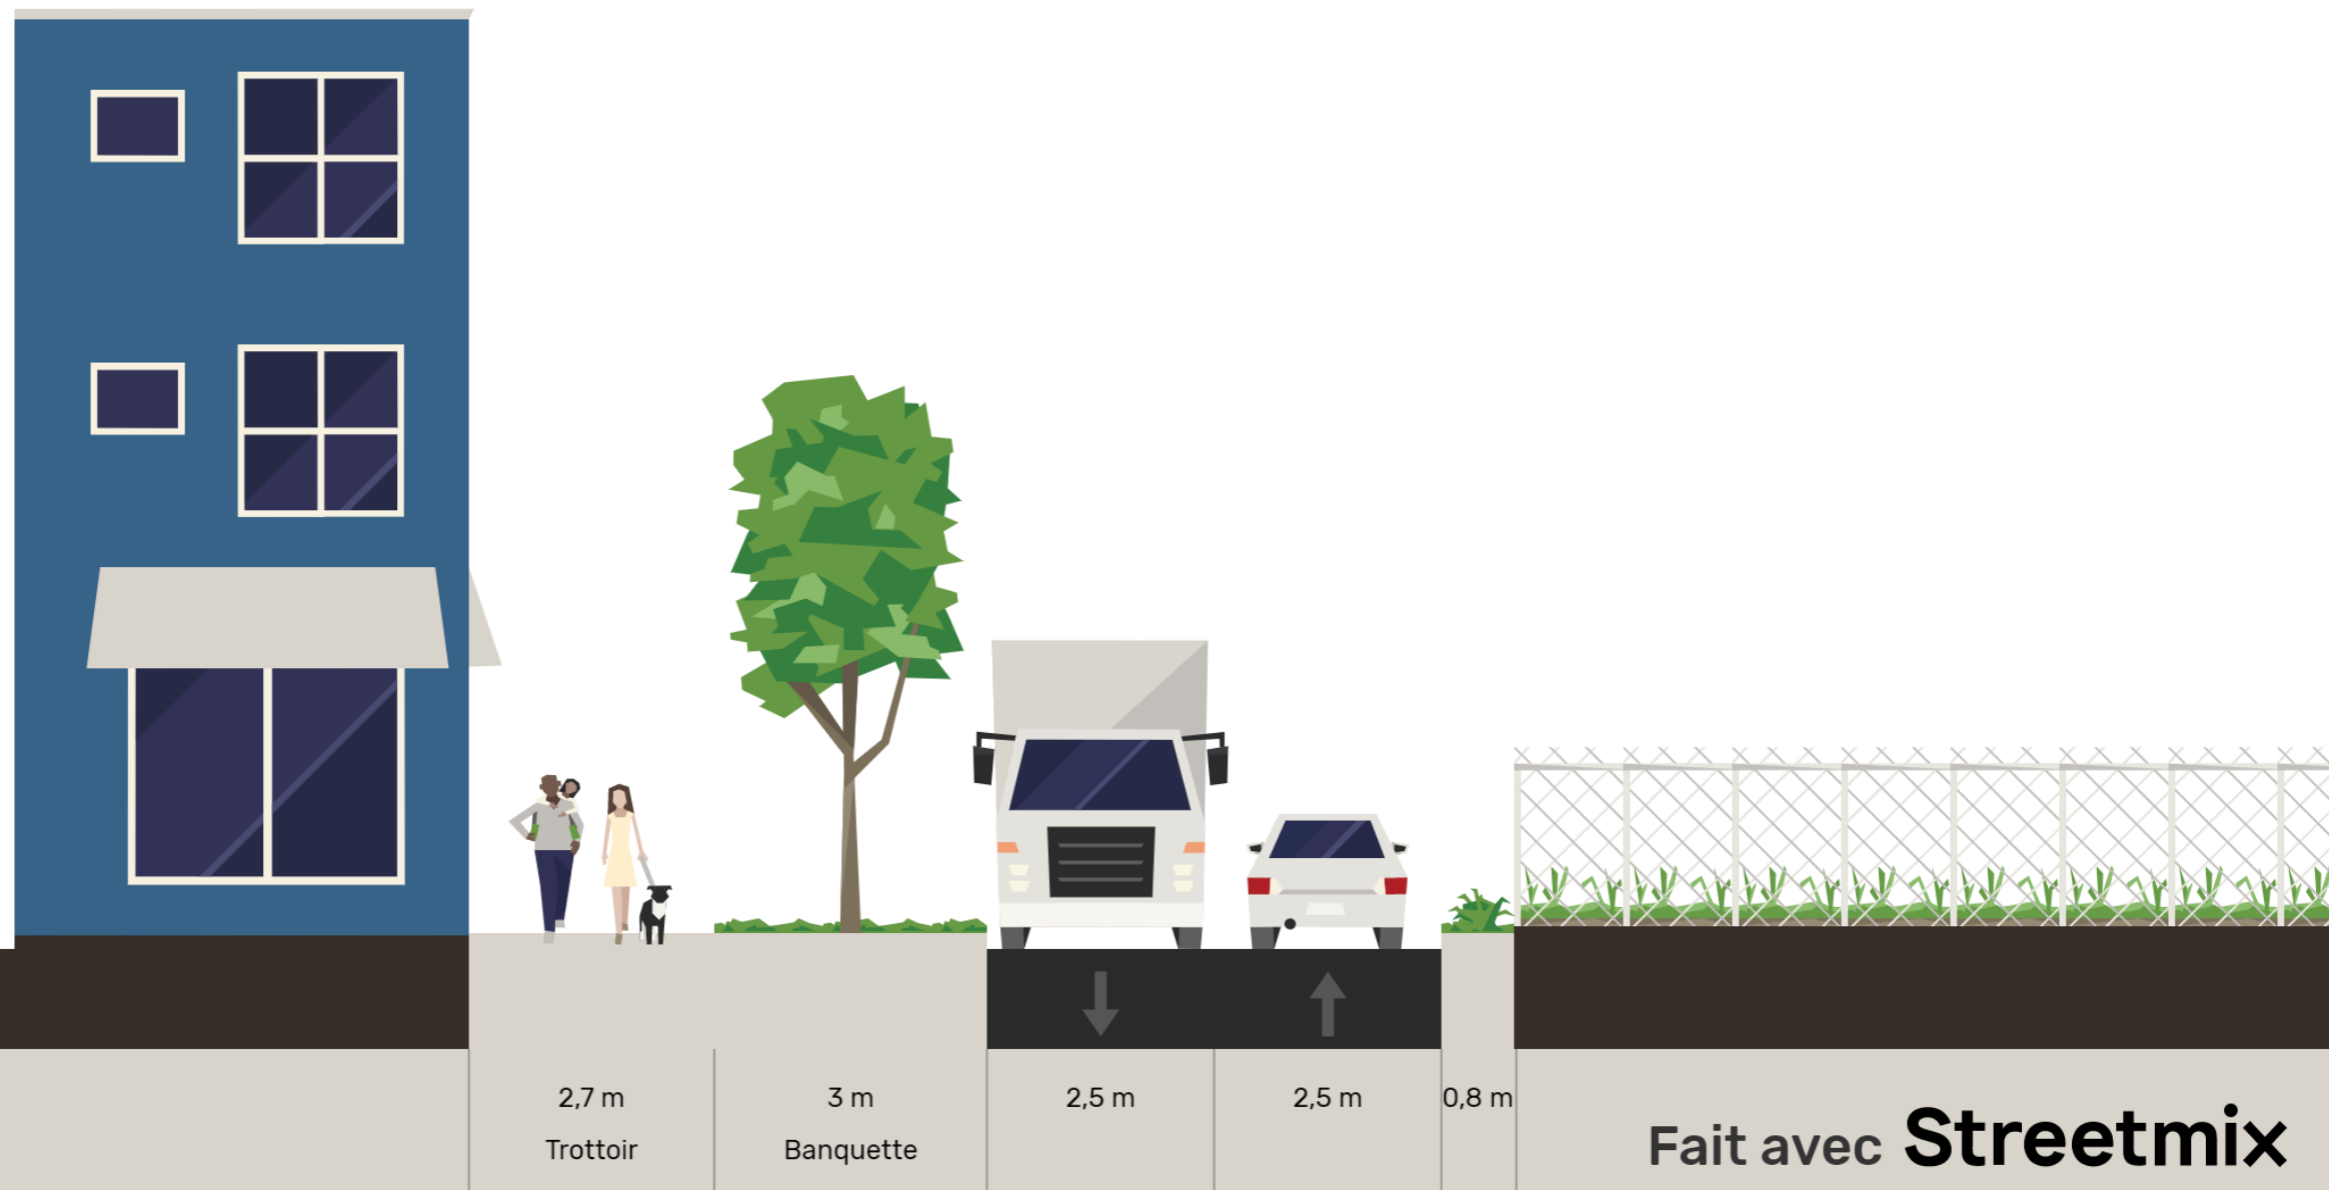 2,7 m
3 m
2,5 m
2,5 m
0,8 m
Trottoir
Banquette
Fait avec Streetmix